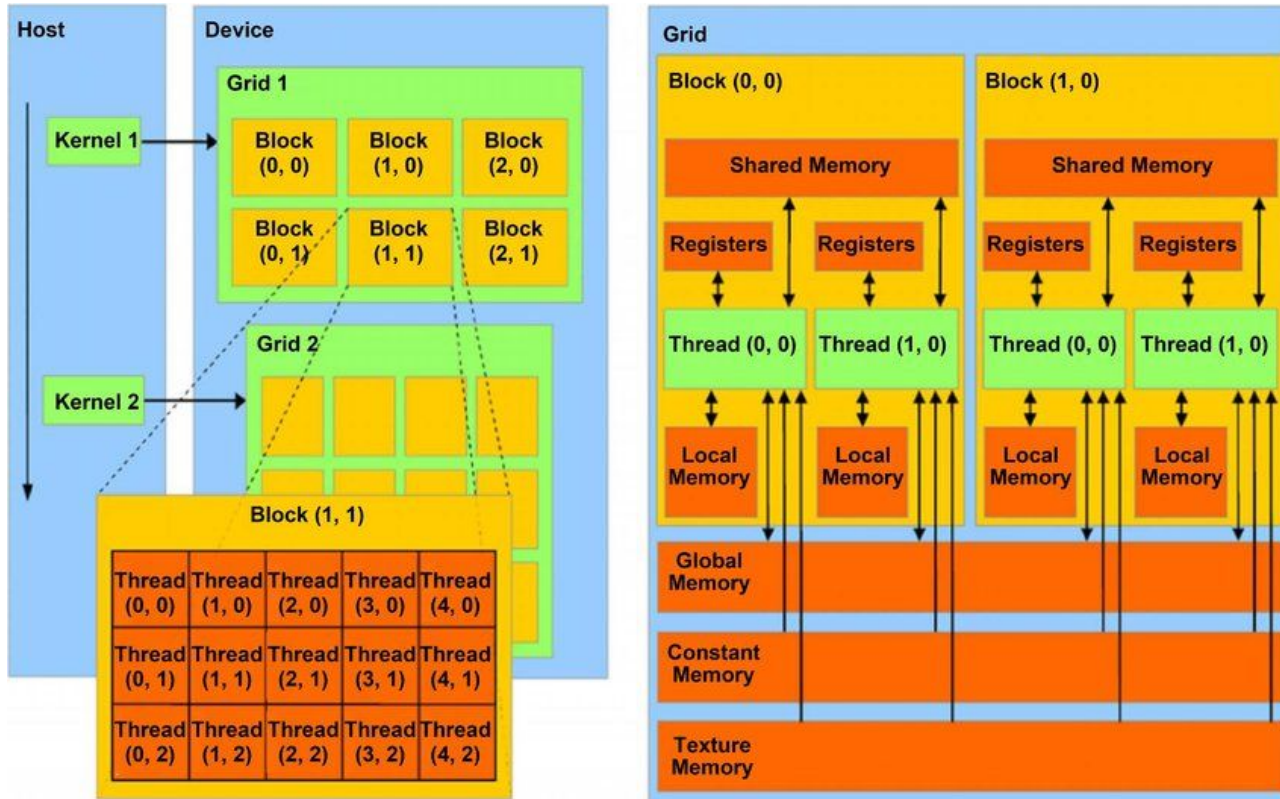 Host
Device
Grid 1
Kernel 1
Block
(0, 0)
Block
(1, 0)
Block
(2, 0)
Block
(0, 1)
Block
(1, 1)
Block
(2, 1)
Grid 2
Kernel 2
Block (1, 1)
Thread
(0, 0)
Thread
(1, 0)
Thread
(2, 0)
Thread
(3, 0)
Thread
(4, 0)
Thread
(0, 1)
Thread
(1, 1)
Thread
(2, 1)
Thread
(3, 1)
Thread
(4, 1)
Thread
(0, 2)
Thread
(1, 2)
Thread
(2, 2)
Thread
(3, 2)
Thread
(4, 2)
Grid
Block (0, 0)
Shared Memory
Registers
Registers
Thread (0, 0)
Thread (1, 0)
Local
Memory
Local
Memory
Block (1, 0)
Shared Memory
Registers
Registers
Thread (0, 0)
Thread (1, 0)
Local
Memory
Local
Memory
Global
Memory
Constant
Memory
Texture
Memory